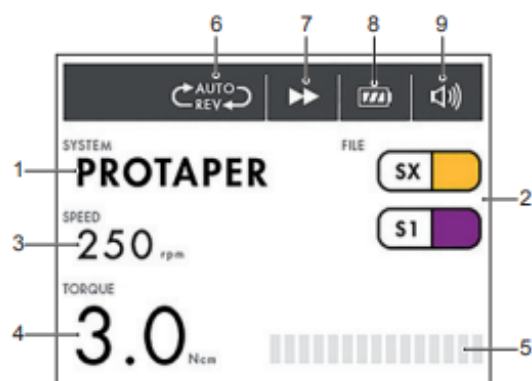 6 7 8 9
AUTO
REV
SYSTEM FILE
1 PROTAPER SX
2
S1
SPEED
3 250 rpm
TORQUE
4 3.0 Ncm 5